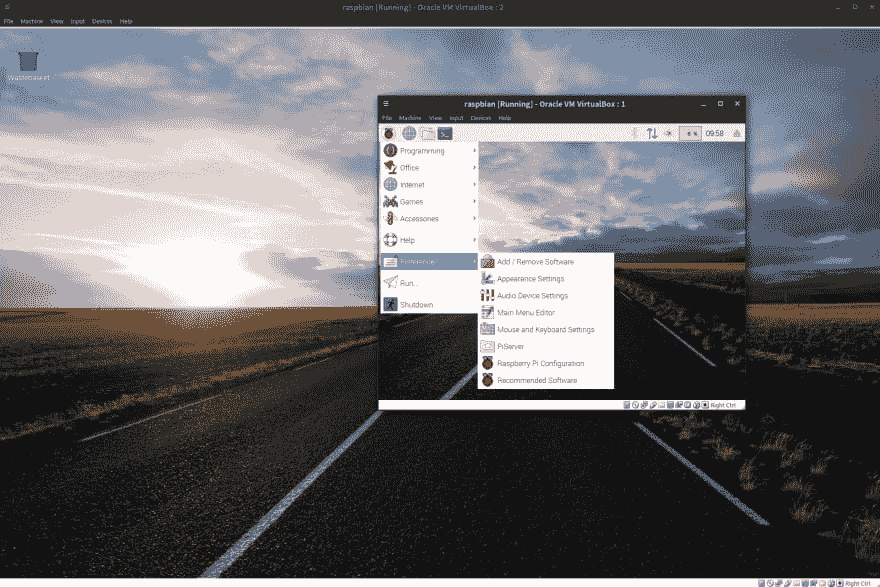 raspbian [Running] - Oracle VM VirtualBox : 2
File Machine View Input Devices Help
Wastebasket
raspbian [Running] - Oracle VM VirtualBox : 1
File Machine View Input Devices Help
09:58
Programming
Office
Internet
Games
Accessories
Help
Preferences
Run...
Shutdown
Add / Remove Software
Appearance Settings
Audio Device Settings
Main Menu Editor
Mouse and Keyboard Settings
PiServer
Raspberry Pi Configuration
Recommended Software
Right Ctrl
Right Ctrl